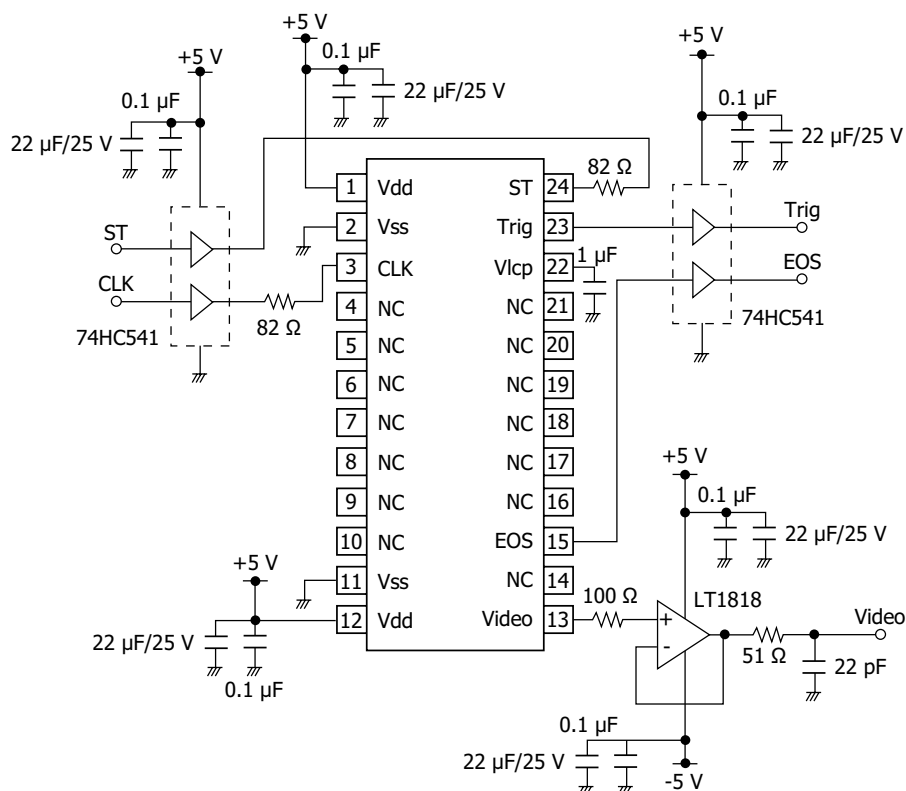 +5 V
0.1 µF
22 µF/25 V
+5 V
0.1 µF
22 µF/25 V
+5 V
0.1 µF
22 µF/25 V
ST
CLK
74HC541
82 Ω
82 Ω
1 µF
Trig
EOS
74HC541
1 Vdd
2 Vss
3 CLK
4 NC
5 NC
6 NC
7 NC
8 NC
9 NC
10 NC
11 Vss
12 Vdd
ST 24
Trig 23
Vlcp 22
NC 21
NC 20
NC 19
NC 18
NC 17
NC 16
EOS 15
NC 14
Video 13
+5 V
22 µF/25 V
0.1 µF
+5 V
0.1 µF
22 µF/25 V
100 Ω
LT1818
+
-
51 Ω
Video
22 pF
0.1 µF
22 µF/25 V
-5 V